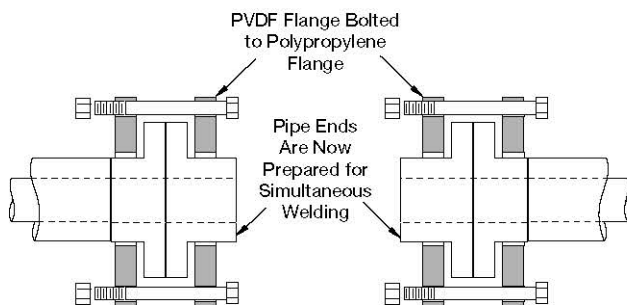 PVDF Flange Bolted
to Polypropylene
Flange
Pipe Ends
Are Now
Prepared for
Simultaneous
Welding